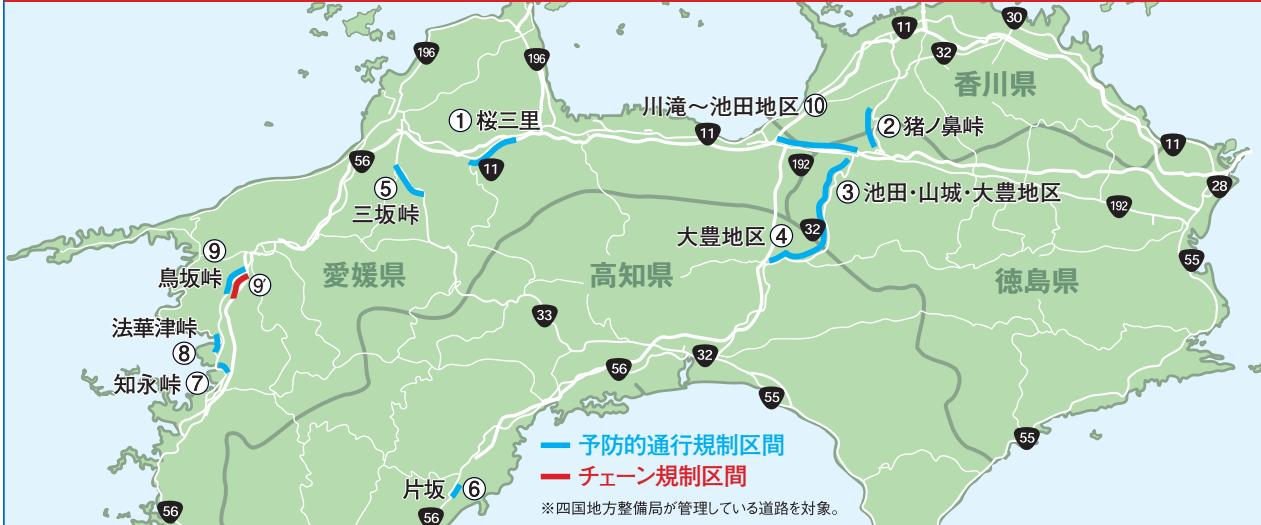 30
11
32
196
196
香川県
川滝～池田地区⑩
①桜三里
②猪ノ鼻峠
11
11
56
11
192
28
⑤
三坂峠
③池田・山城・大豊地区
192
32
大豊地区④
⑨
鳥坂峠
⑨'
愛媛県
高知県
徳島県
55
法華津峠
⑧
33
32
知永峠⑦
56
55
55
予防的通行規制区間
チェーン規制区間
片坂⑥
※四国地方整備局が管理している道路を対象。
56
56